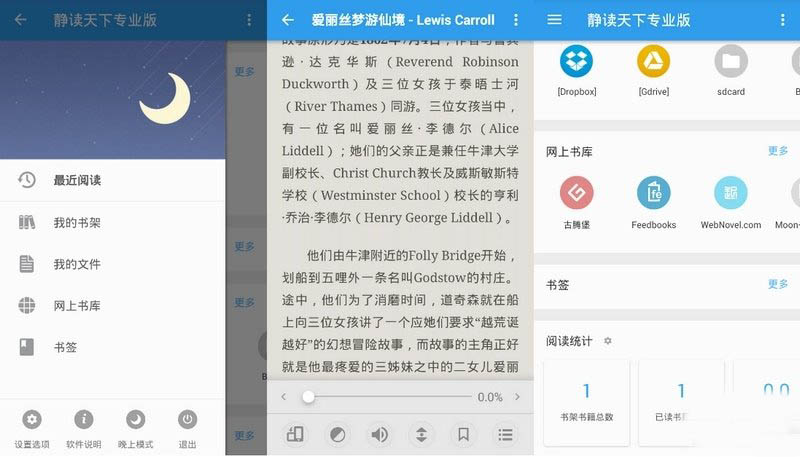 静读天下专业版
更多
最近阅读
我的书架
我的文件
更多
网上书库
更多
书签
B
设置选项
软件说明
晚上模式
退出
更多
爱丽丝梦游仙境 - Lewis Carroll
故事原形乃是1862年7月4日，作者与鲁宾
逊·达克华斯（Reverend Robinson
Duckworth）及三位女孩于泰晤士河
（River Thames）同游。三位女孩当中，
有一位名叫爱丽丝·李德尔（Alice
Liddell）；她们的父亲正是兼任牛津大学
副校长、Christ Church教长及威斯敏斯特
学校（Westminster School）校长的亨利
·乔治·李德尔（Henry George Liddell）。
他们由牛津附近的Folly Bridge开始，
划船到五哩外一条名叫Godstow的村庄。
途中，他们为了消磨时间，道奇森就在船
上向三位女孩讲了一个应她们要求“越荒诞
越好”的幻想冒险故事，而故事的主角正好
就是他最疼爱的三姊妹之中的二女儿爱丽
0.0%
静读天下专业版
[Dropbox]
[Gdrive]
sdcard
网上书库
更多
古腾堡
Feedbooks
WebNovel.com
Moon+
书签
更多
阅读统计
1
1
0.0
书架书籍总数
已读书